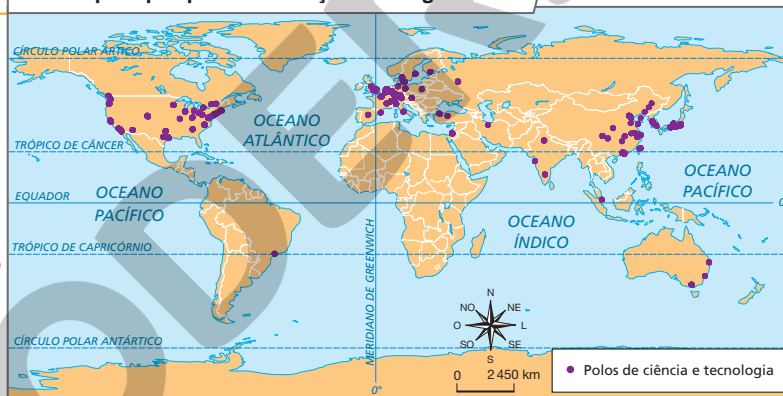 CÍRCULO POLAR ÁRTICO
OCEANO
ATLÂNTICO
TRÓPICO DE CÂNCER
OCEANO
PACÍFICO
EQUADOR
OCEANO
PACÍFICO
OCEANO
ÍNDICO
0
TRÓPICO DE CAPRICÓRNIO
MERIDIANO DE GREENWICH
N
NO NE
O L
SO SE
S
CÍRCULO POLAR ANTÁRTICO
0 2 450 km
Polos de ciência e tecnologia
0°